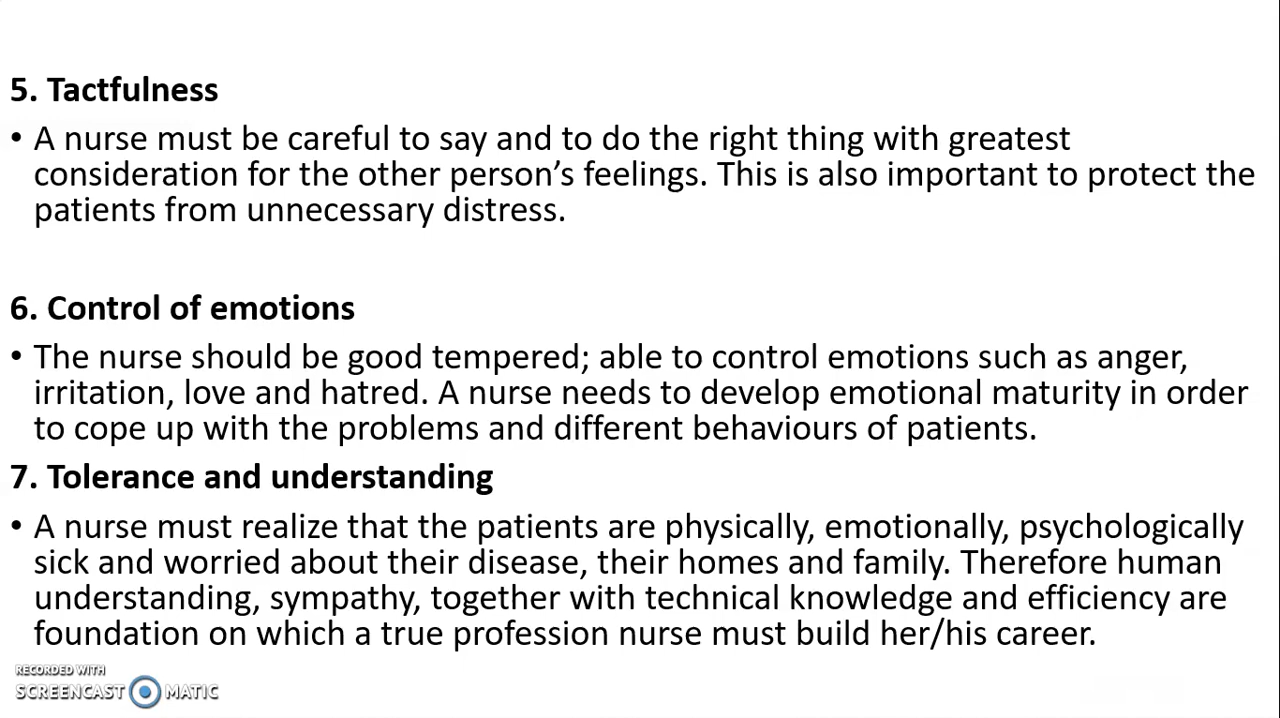 5. Tactfulness
• A nurse must be careful to say and to do the right thing with greatest
consideration for the other person’s feelings. This is also important to protect the
patients from unnecessary distress.
6. Control of emotions
• The nurse should be good tempered; able to control emotions such as anger,
irritation, love and hatred. A nurse needs to develop emotional maturity in order
to cope up with the problems and different behaviours of patients.
7. Tolerance and understanding
• A nurse must realize that the patients are physically, emotionally, psychologically
sick and worried about their disease, their homes and family. Therefore human
understanding, sympathy, together with technical knowledge and efficiency are
foundation on which a true profession nurse must build her/his career.
RECORDED WITH
SCREENCAST MATIC